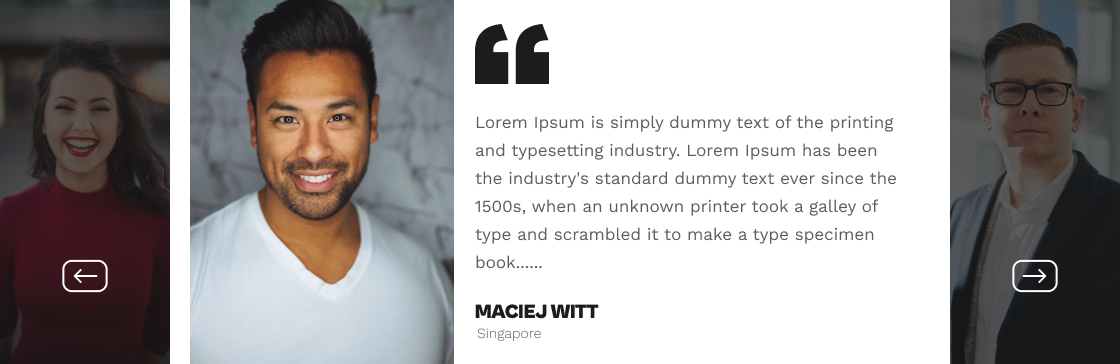 Lorem Ipsum is simply dummy text of the printing
and typesetting industry. Lorem Ipsum has been
the industry's standard dummy text ever since the
1500s, when an unknown printer took a galley of
type and scrambled it to make a type specimen
book......
MACIEJ WITT
Singapore